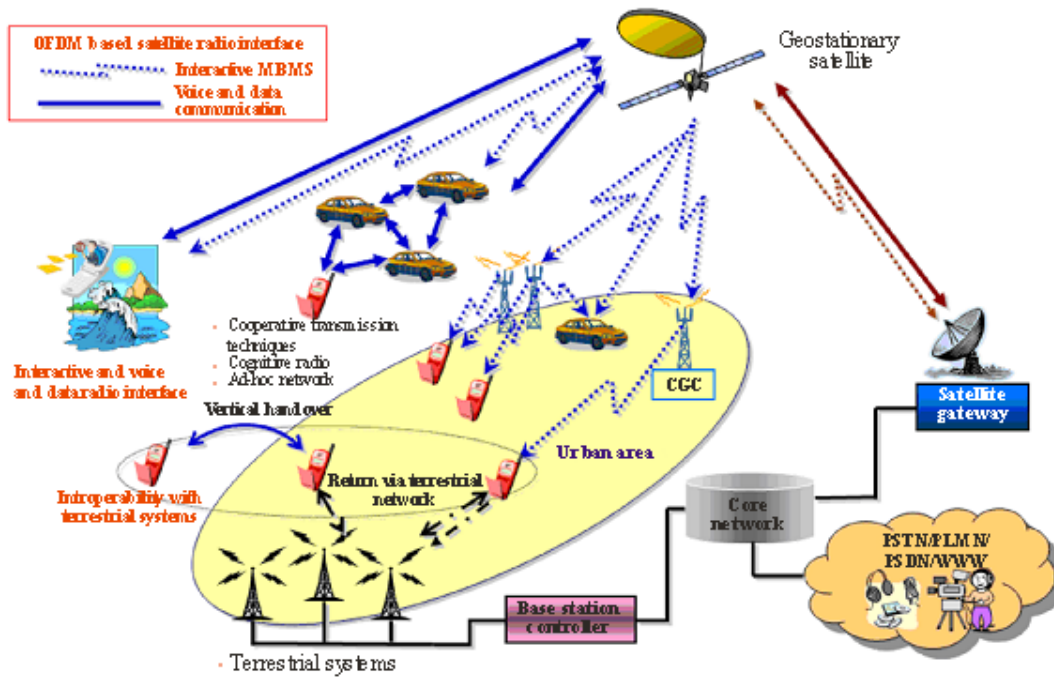 OFDM based satellite radio interface
Interactive MBMS
Voice and data
communication
Geostationary
satellite
• Cooperative transmission
techniques
• Cognitive radio
• Ad-hoc network
Interactive and voice
and data radio interface
Vertical handover
CGC
Satellite
gateway
Urban area
Introperability with
terrestrial systems
Return via terrestrial
network
Core
network
PSTN/PLMN/
PSDN/WWW
Base station
controller
• Terrestrial systems